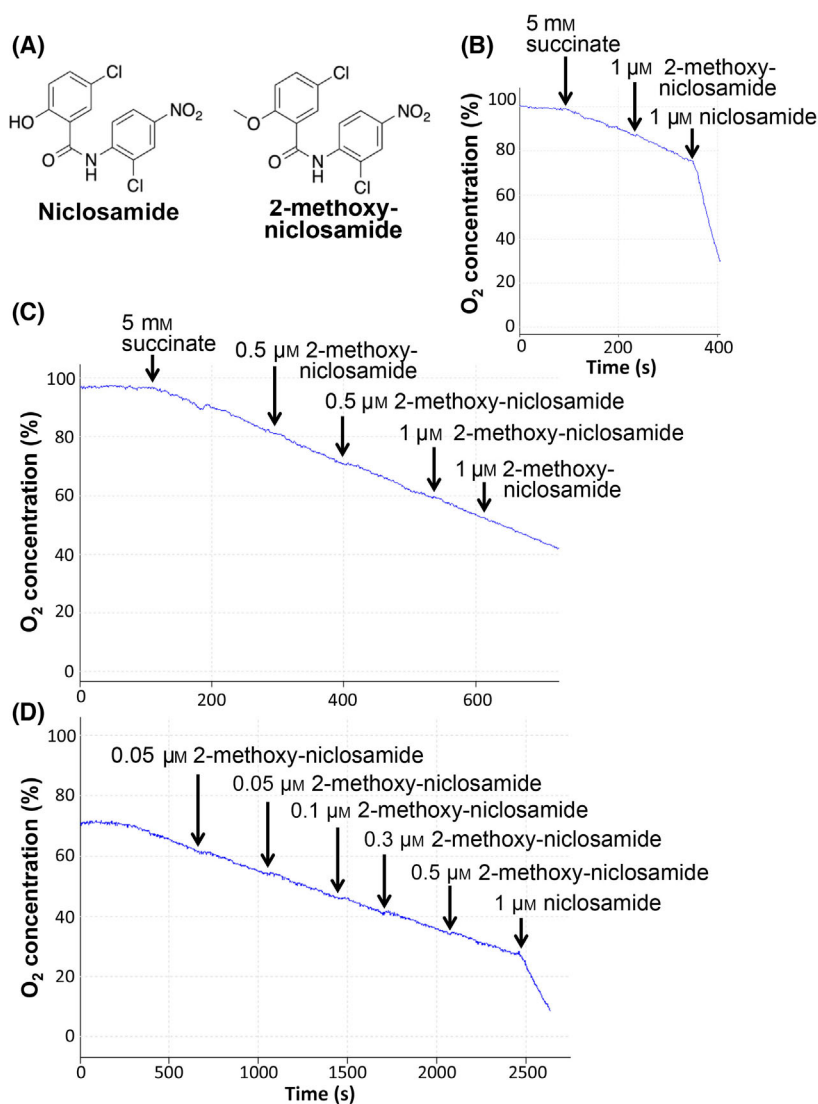 (A)
Cl
HO
O
N
H
Cl
NO2
Niclosamide
Cl
O
O
N
H
Cl
NO2
2-methoxy-
niclosamide
(B)
5 mM
succinate
1 µM 2-methoxy-
niclosamide
1 µM niclosamide
O2 concentration (%)
100
80
60
40
20
0
0 200 400
Time (s)
(C)
5 mM
succinate
0.5 µM 2-methoxy-
niclosamide
0.5 µM 2-methoxy-niclosamide
1 µM 2-methoxy-niclosamide
1 µM 2-methoxy-
niclosamide
O2 concentration (%)
100
80
60
40
20
0
0 200 400 600
(D)
0.05 µM 2-methoxy-niclosamide
0.05 µM 2-methoxy-niclosamide
0.1 µM 2-methoxy-niclosamide
0.3 µM 2-methoxy-niclosamide
0.5 µM 2-methoxy-niclosamide
1 µM niclosamide
O2 concentration (%)
100
80
60
40
20
0
0 500 1000 1500 2000 2500
Time (s)